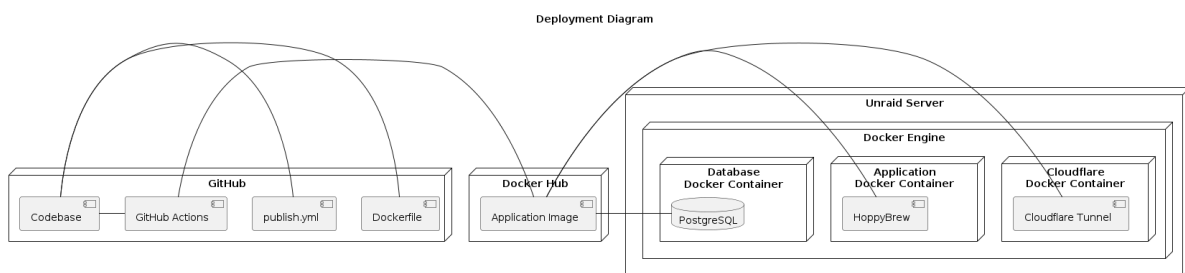 Deployment Diagram
Unraid Server
Docker Engine
GitHub
Codebase
GitHub Actions
publish.yml
Dockerfile
Docker Hub
Application Image
Database
Docker Container
PostgreSQL
Application
Docker Container
HoppyBrew
Cloudflare
Docker Container
Cloudflare Tunnel